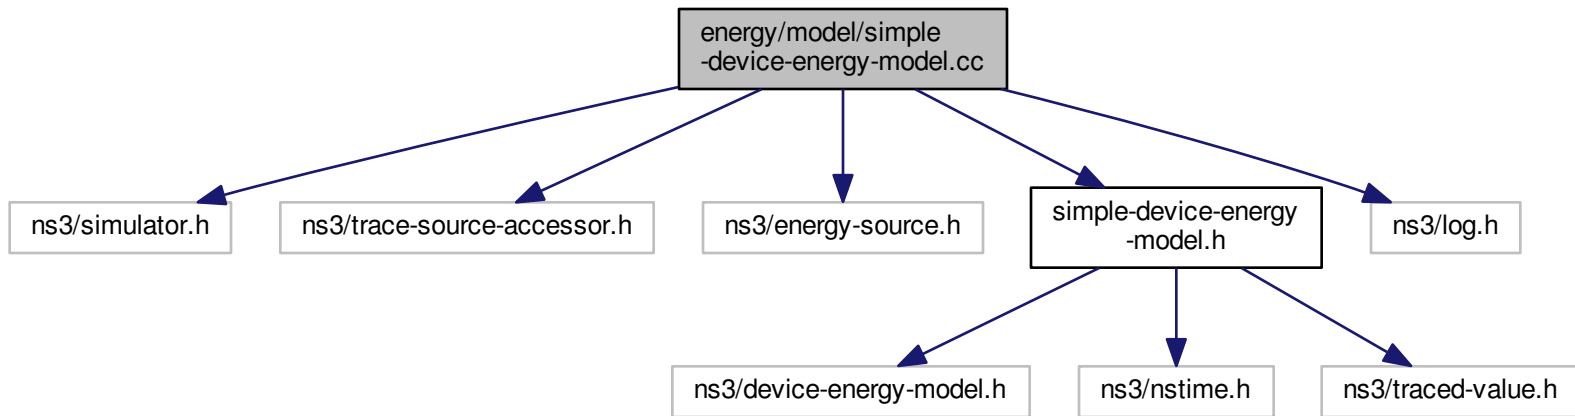 energy/model/simple
-device-energy-model.cc
ns3/simulator.h
ns3/trace-source-accessor.h
ns3/energy-source.h
simple-device-energy
-model.h
ns3/log.h
ns3/device-energy-model.h
ns3/nstime.h
ns3/traced-value.h